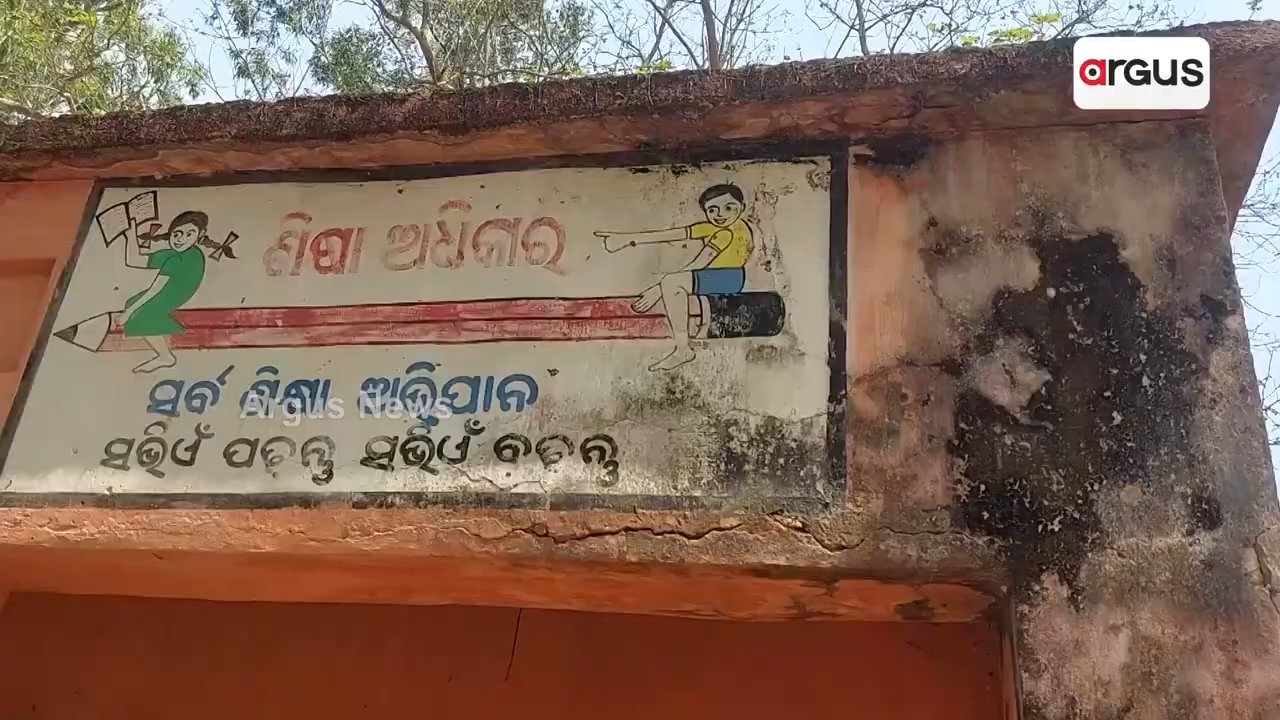 argus
ଶିକ୍ଷା ଅଧିକାର
ସର୍ବ ଶିକ୍ଷା ଅଭିଯାନ
Argus News
ସଭିଏଁ ପଢ଼ନ୍ତୁ ସଭିଏଁ ବଢ଼ନ୍ତୁ